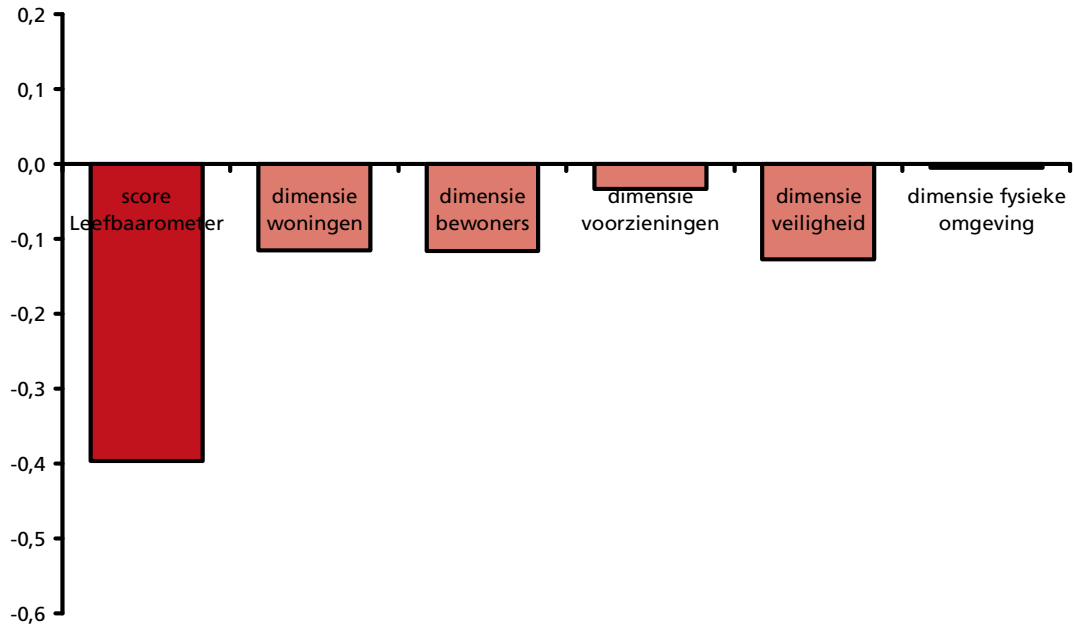 0,2
0,1
0,0
-0,1
-0,2
-0,3
-0,4
-0,5
-0,6
score
Leefbaarometer
dimensie
woningen
dimensie
bewoners
dimensie
voorzieningen
dimensie
veiligheid
dimensie fysieke
omgeving